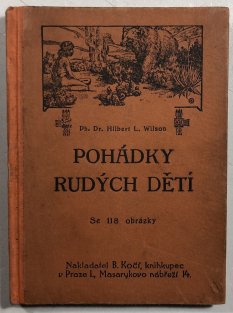 Ph. Dr. Hilbert L. Wilson
POHÁDKY
RUDÝCH DĚTÍ
Se 118 obrázky
Nakladatel B. Kočí, knihkupec
v Praze I., Masarykovo nábřeží 14.